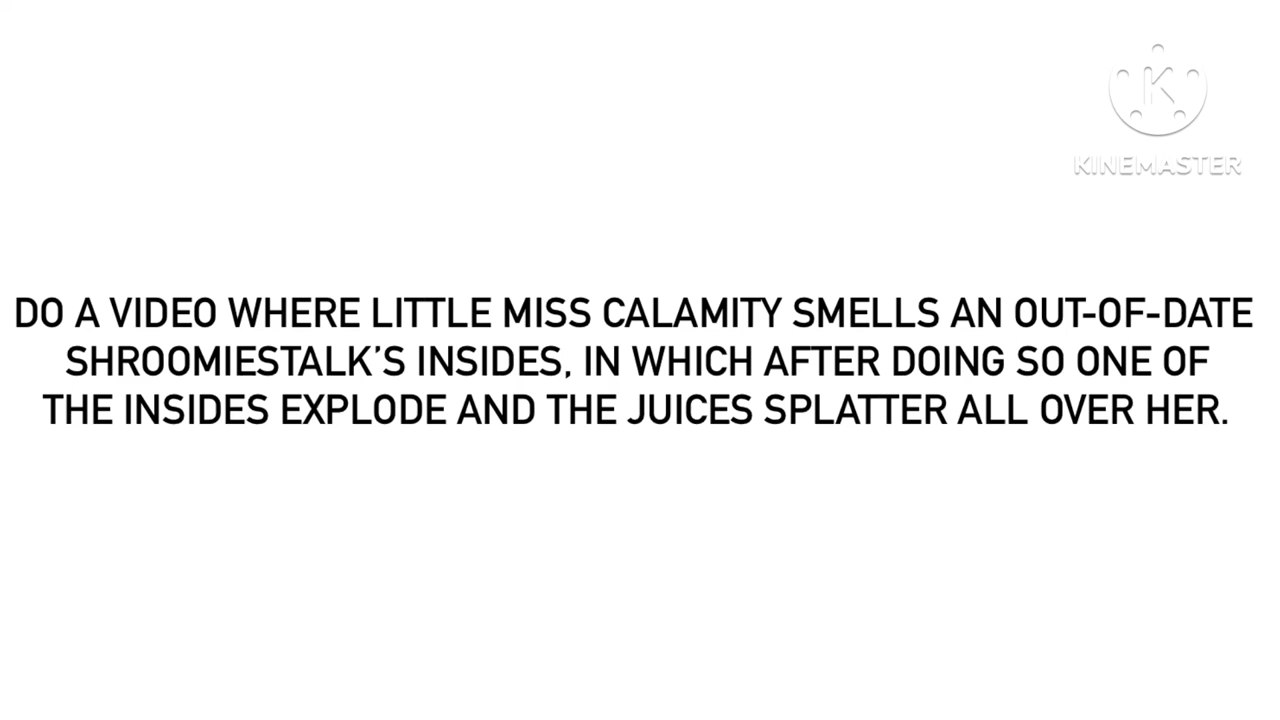 KINEMASTER
DO A VIDEO WHERE LITTLE MISS CALAMITY SMELLS AN OUT-OF-DATE
SHROOMIESTALK’S INSIDES, IN WHICH AFTER DOING SO ONE OF
THE INSIDES EXPLODE AND THE JUICES SPLATTER ALL OVER HER.